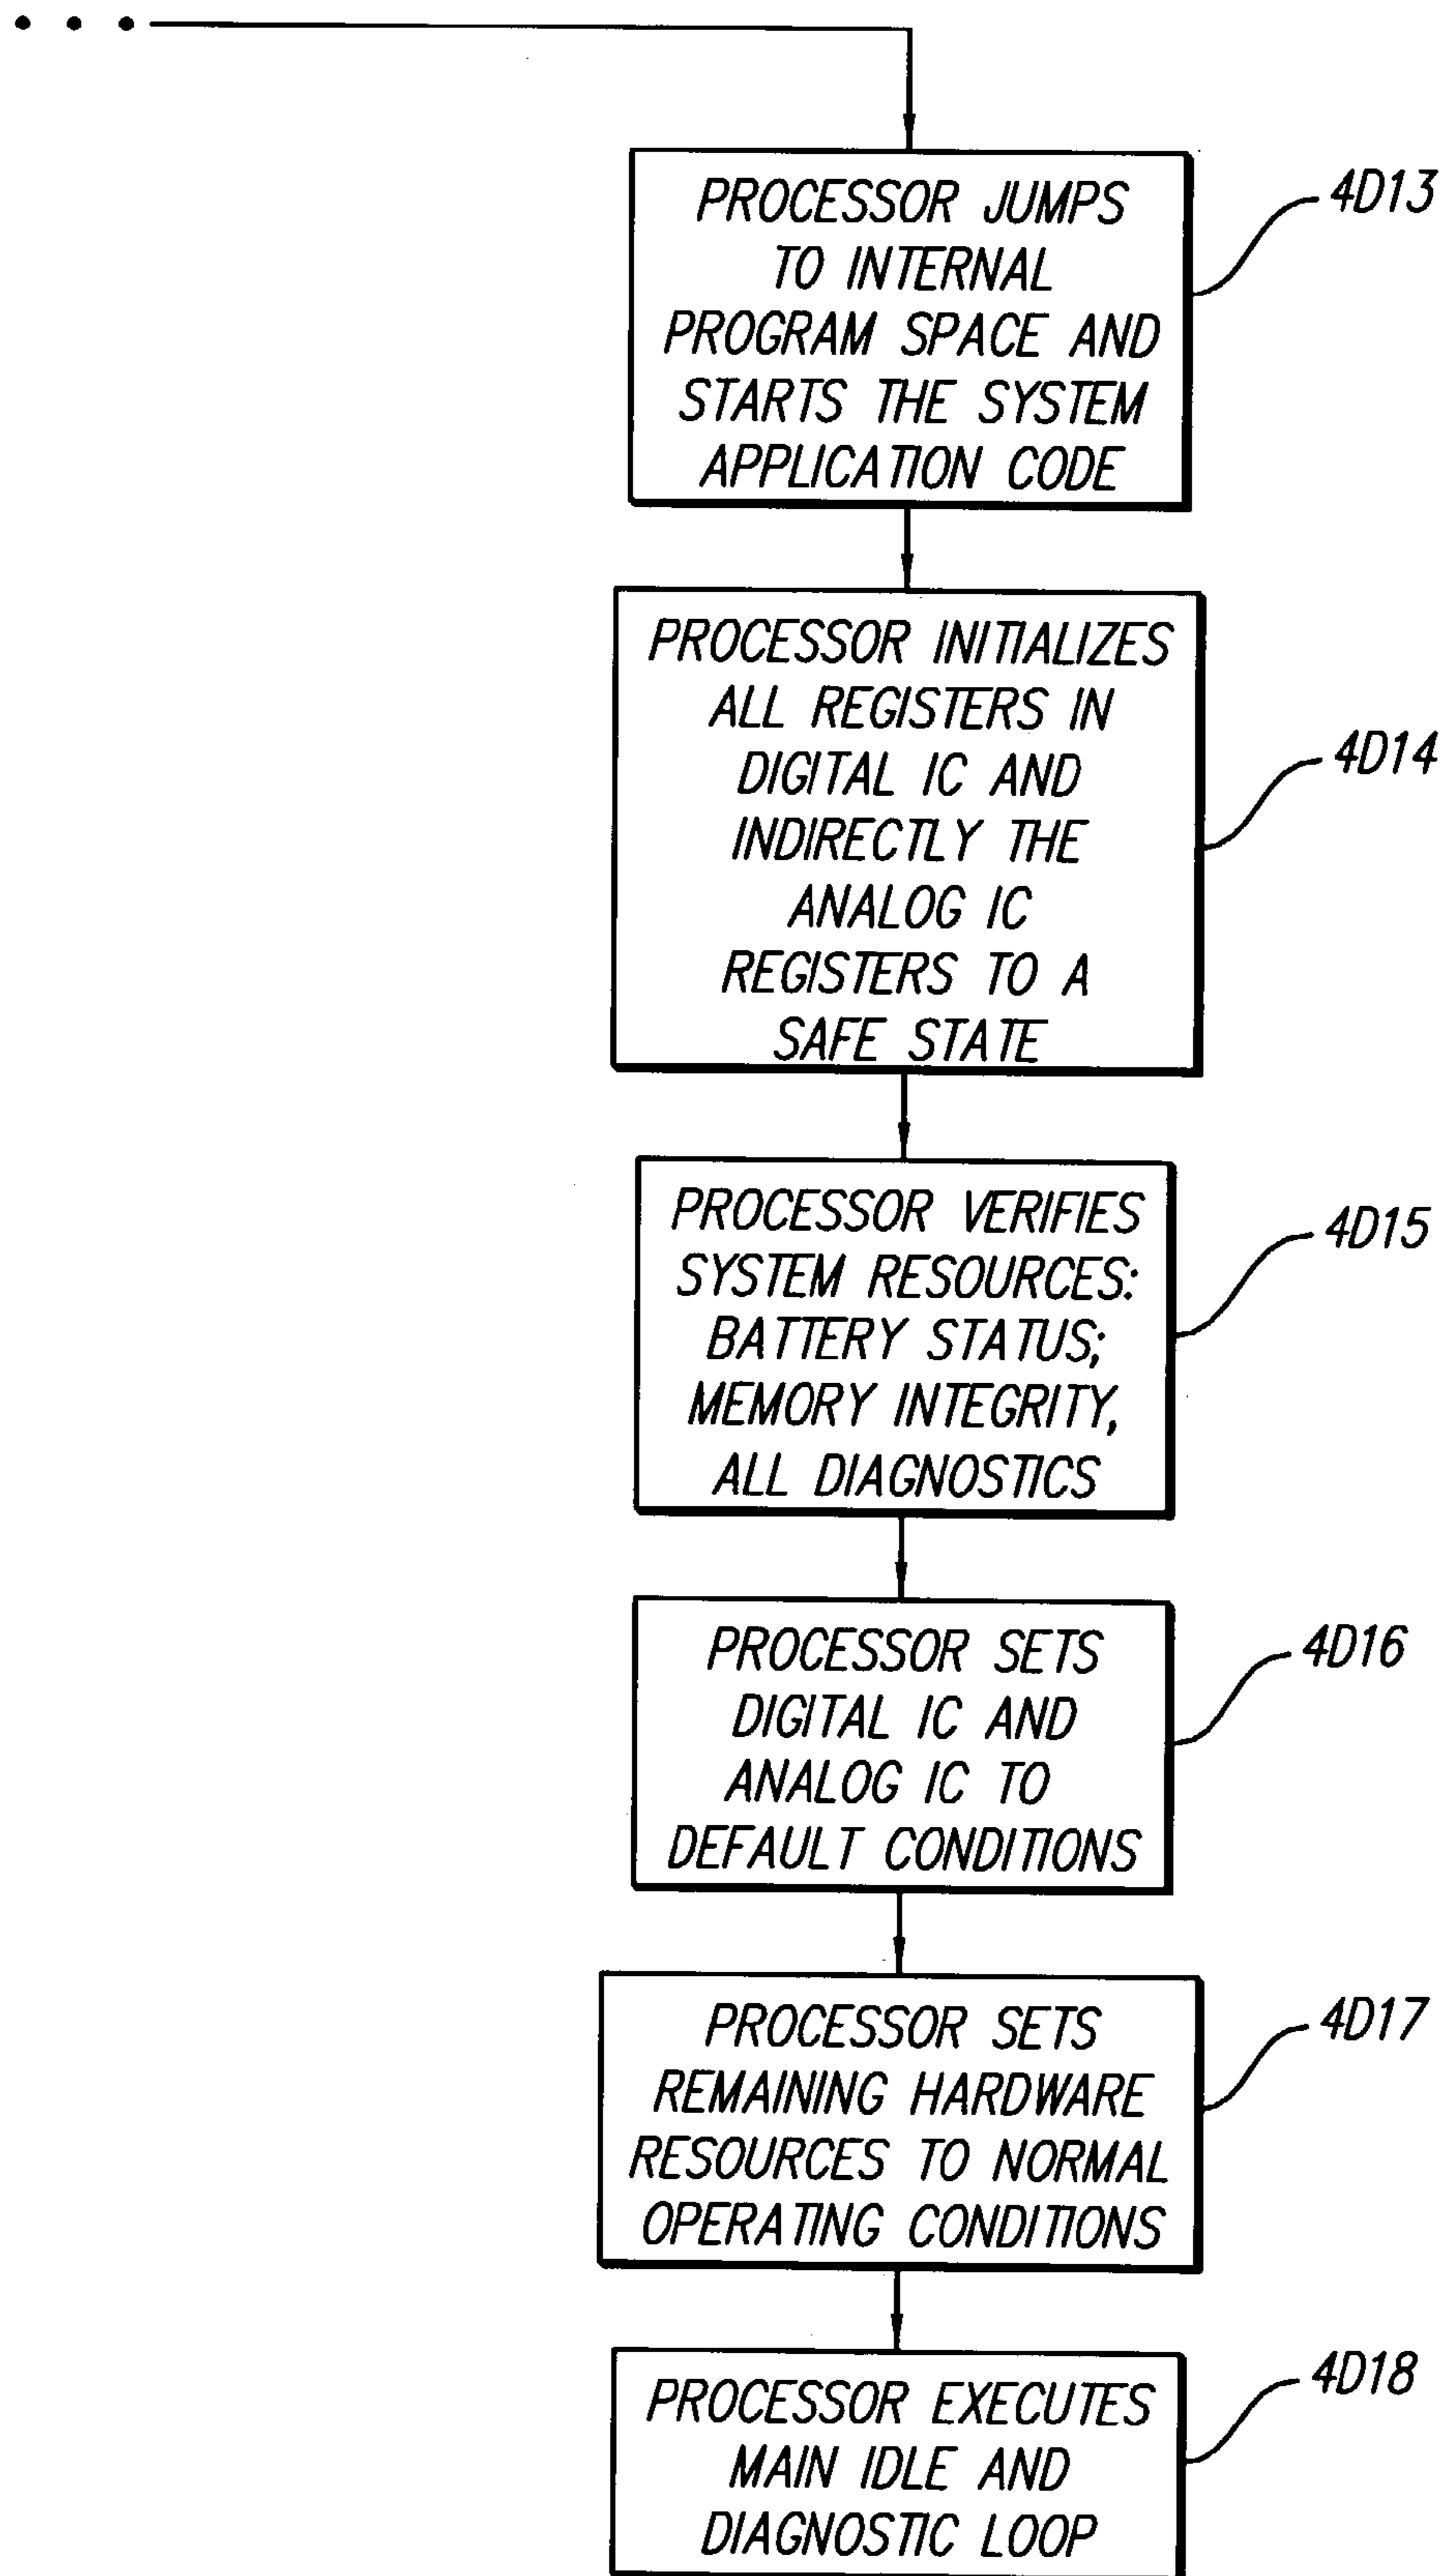 PROCESSOR JUMPS
TO INTERNAL
PROGRAM SPACE AND
STARTS THE SYSTEM
APPLICATION CODE
4D13
PROCESSOR INITIALIZES
ALL REGISTERS IN
DIGITAL IC AND
INDIRECTLY THE
ANALOG IC
REGISTERS TO A
SAFE STATE
4D14
PROCESSOR VERIFIES
SYSTEM RESOURCES:
BATTERY STATUS;
MEMORY INTEGRITY,
ALL DIAGNOSTICS
4D15
PROCESSOR SETS
DIGITAL IC AND
ANALOG IC TO
DEFAULT CONDITIONS
4D16
PROCESSOR SETS
REMAINING HARDWARE
RESOURCES TO NORMAL
OPERATING CONDITIONS
4D17
PROCESSOR EXECUTES
MAIN IDLE AND
DIAGNOSTIC LOOP
4D18